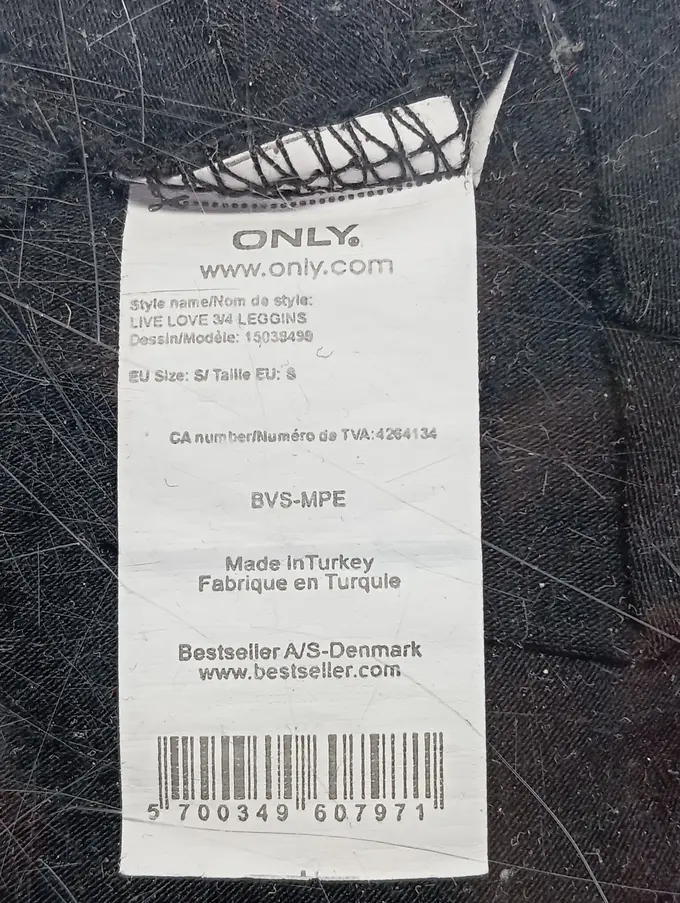 ONLY.
www.only.com
Style name/Nom de style:
LIVE LOVE 3/4 LEGGINS
Dessin/Modèle: 15038499
EU Size: S/ Taille EU: S
CA number/Numéro de TVA:4264134
BVS-MPE
Made in Turkey
Fabrique en Turquie
Bestseller A/S-Denmark
www.bestseller.com
5 700349 607971